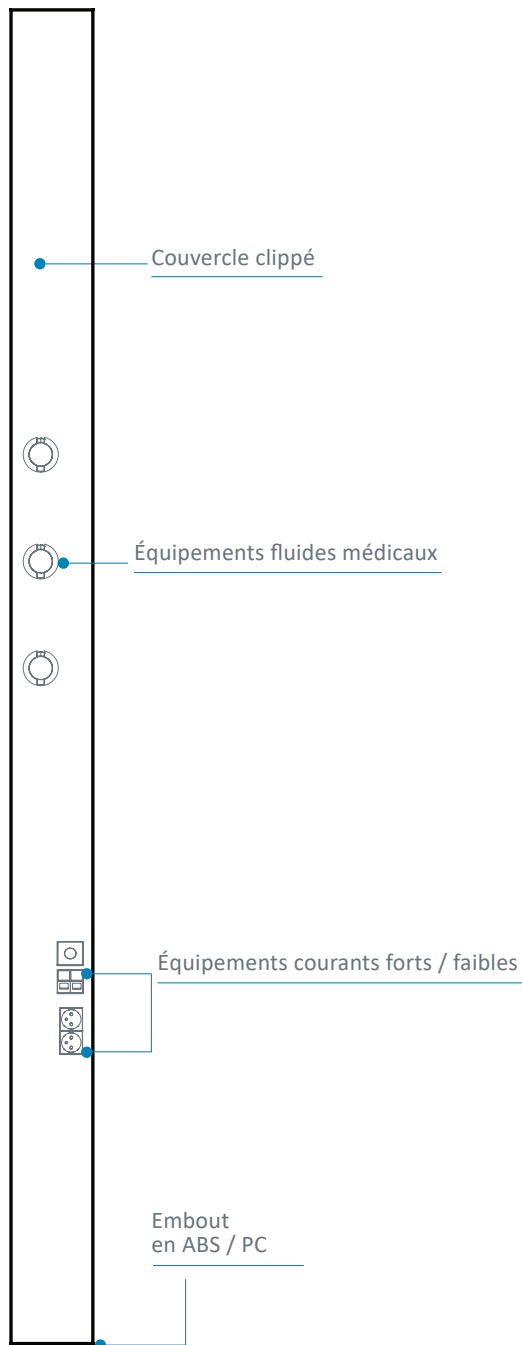 Couvercle clippé
Équipements fluides médicaux
Équipements courants forts / faibles
Embout
en ABS / PC